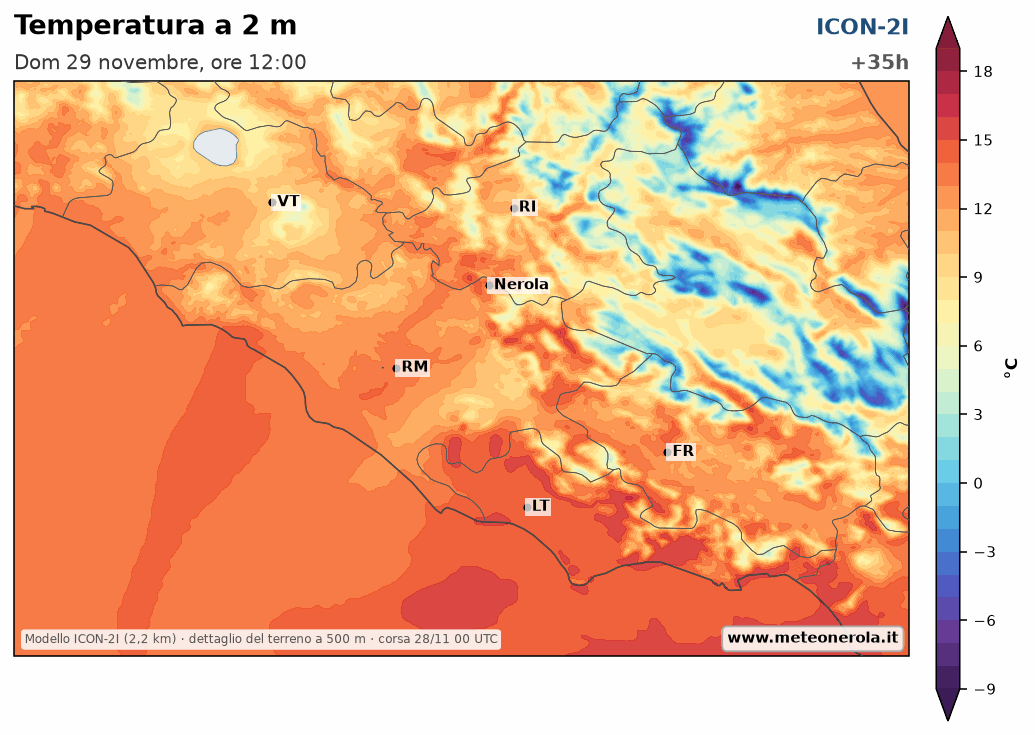 Temperatura a 2 m
ICON-2I
Dom 29 novembre, ore 12:00
+35h
VT
RI
Nerola
RM
FR
LT
Modello ICON-2I (2,2 km) · dettaglio del terreno a 500 m · corsa 28/11 00 UTC
www.meteonerola.it
18
15
12
9
6
3
0
−3
−6
−9
°C